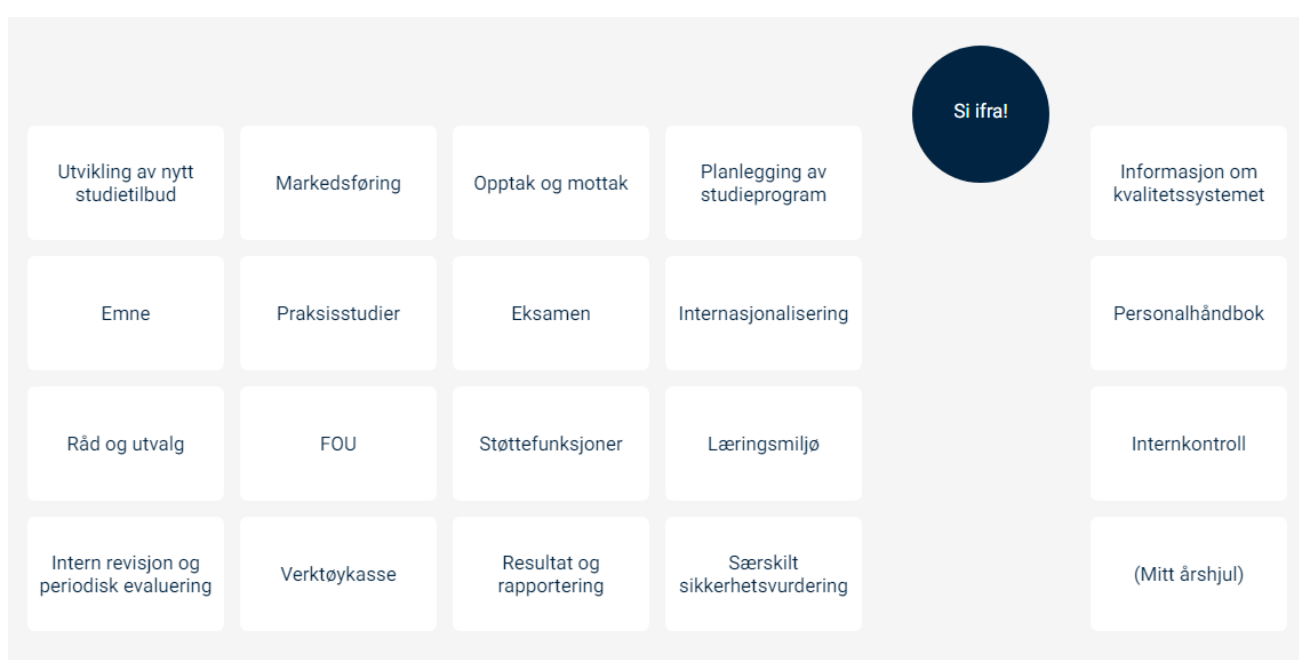 Si ifra!
Utvikling av nytt
studietilbud
Markedsføring
Opptak og mottak
Planlegging av
studieprogram
Informasjon om
kvalitetssystemet
Emne
Praksisstudier
Eksamen
Internasjonalisering
Personalhåndbok
Råd og utvalg
FOU
Støttefunksjoner
Læringsmiljø
Internkontroll
Intern revisjon og
periodisk evaluering
Verktøykasse
Resultat og
rapportering
Særskilt
sikkerhetsvurdering
(Mitt årshjul)